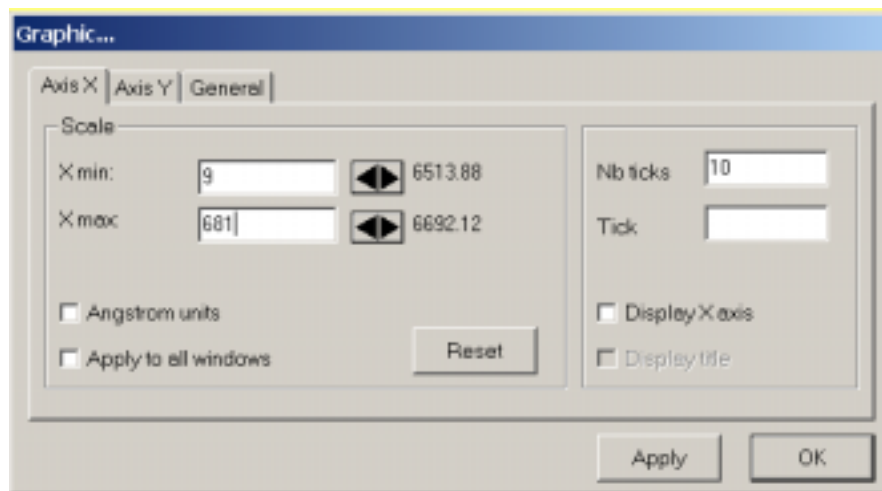 Graphic...
Axis X Axis Y General
Scale
X min: 9 6513.88
X max: 681 6692.12
Angstrom units
Apply to all windows
Reset
Nb ticks 10
Tick
Display X axis
Display title
Apply OK